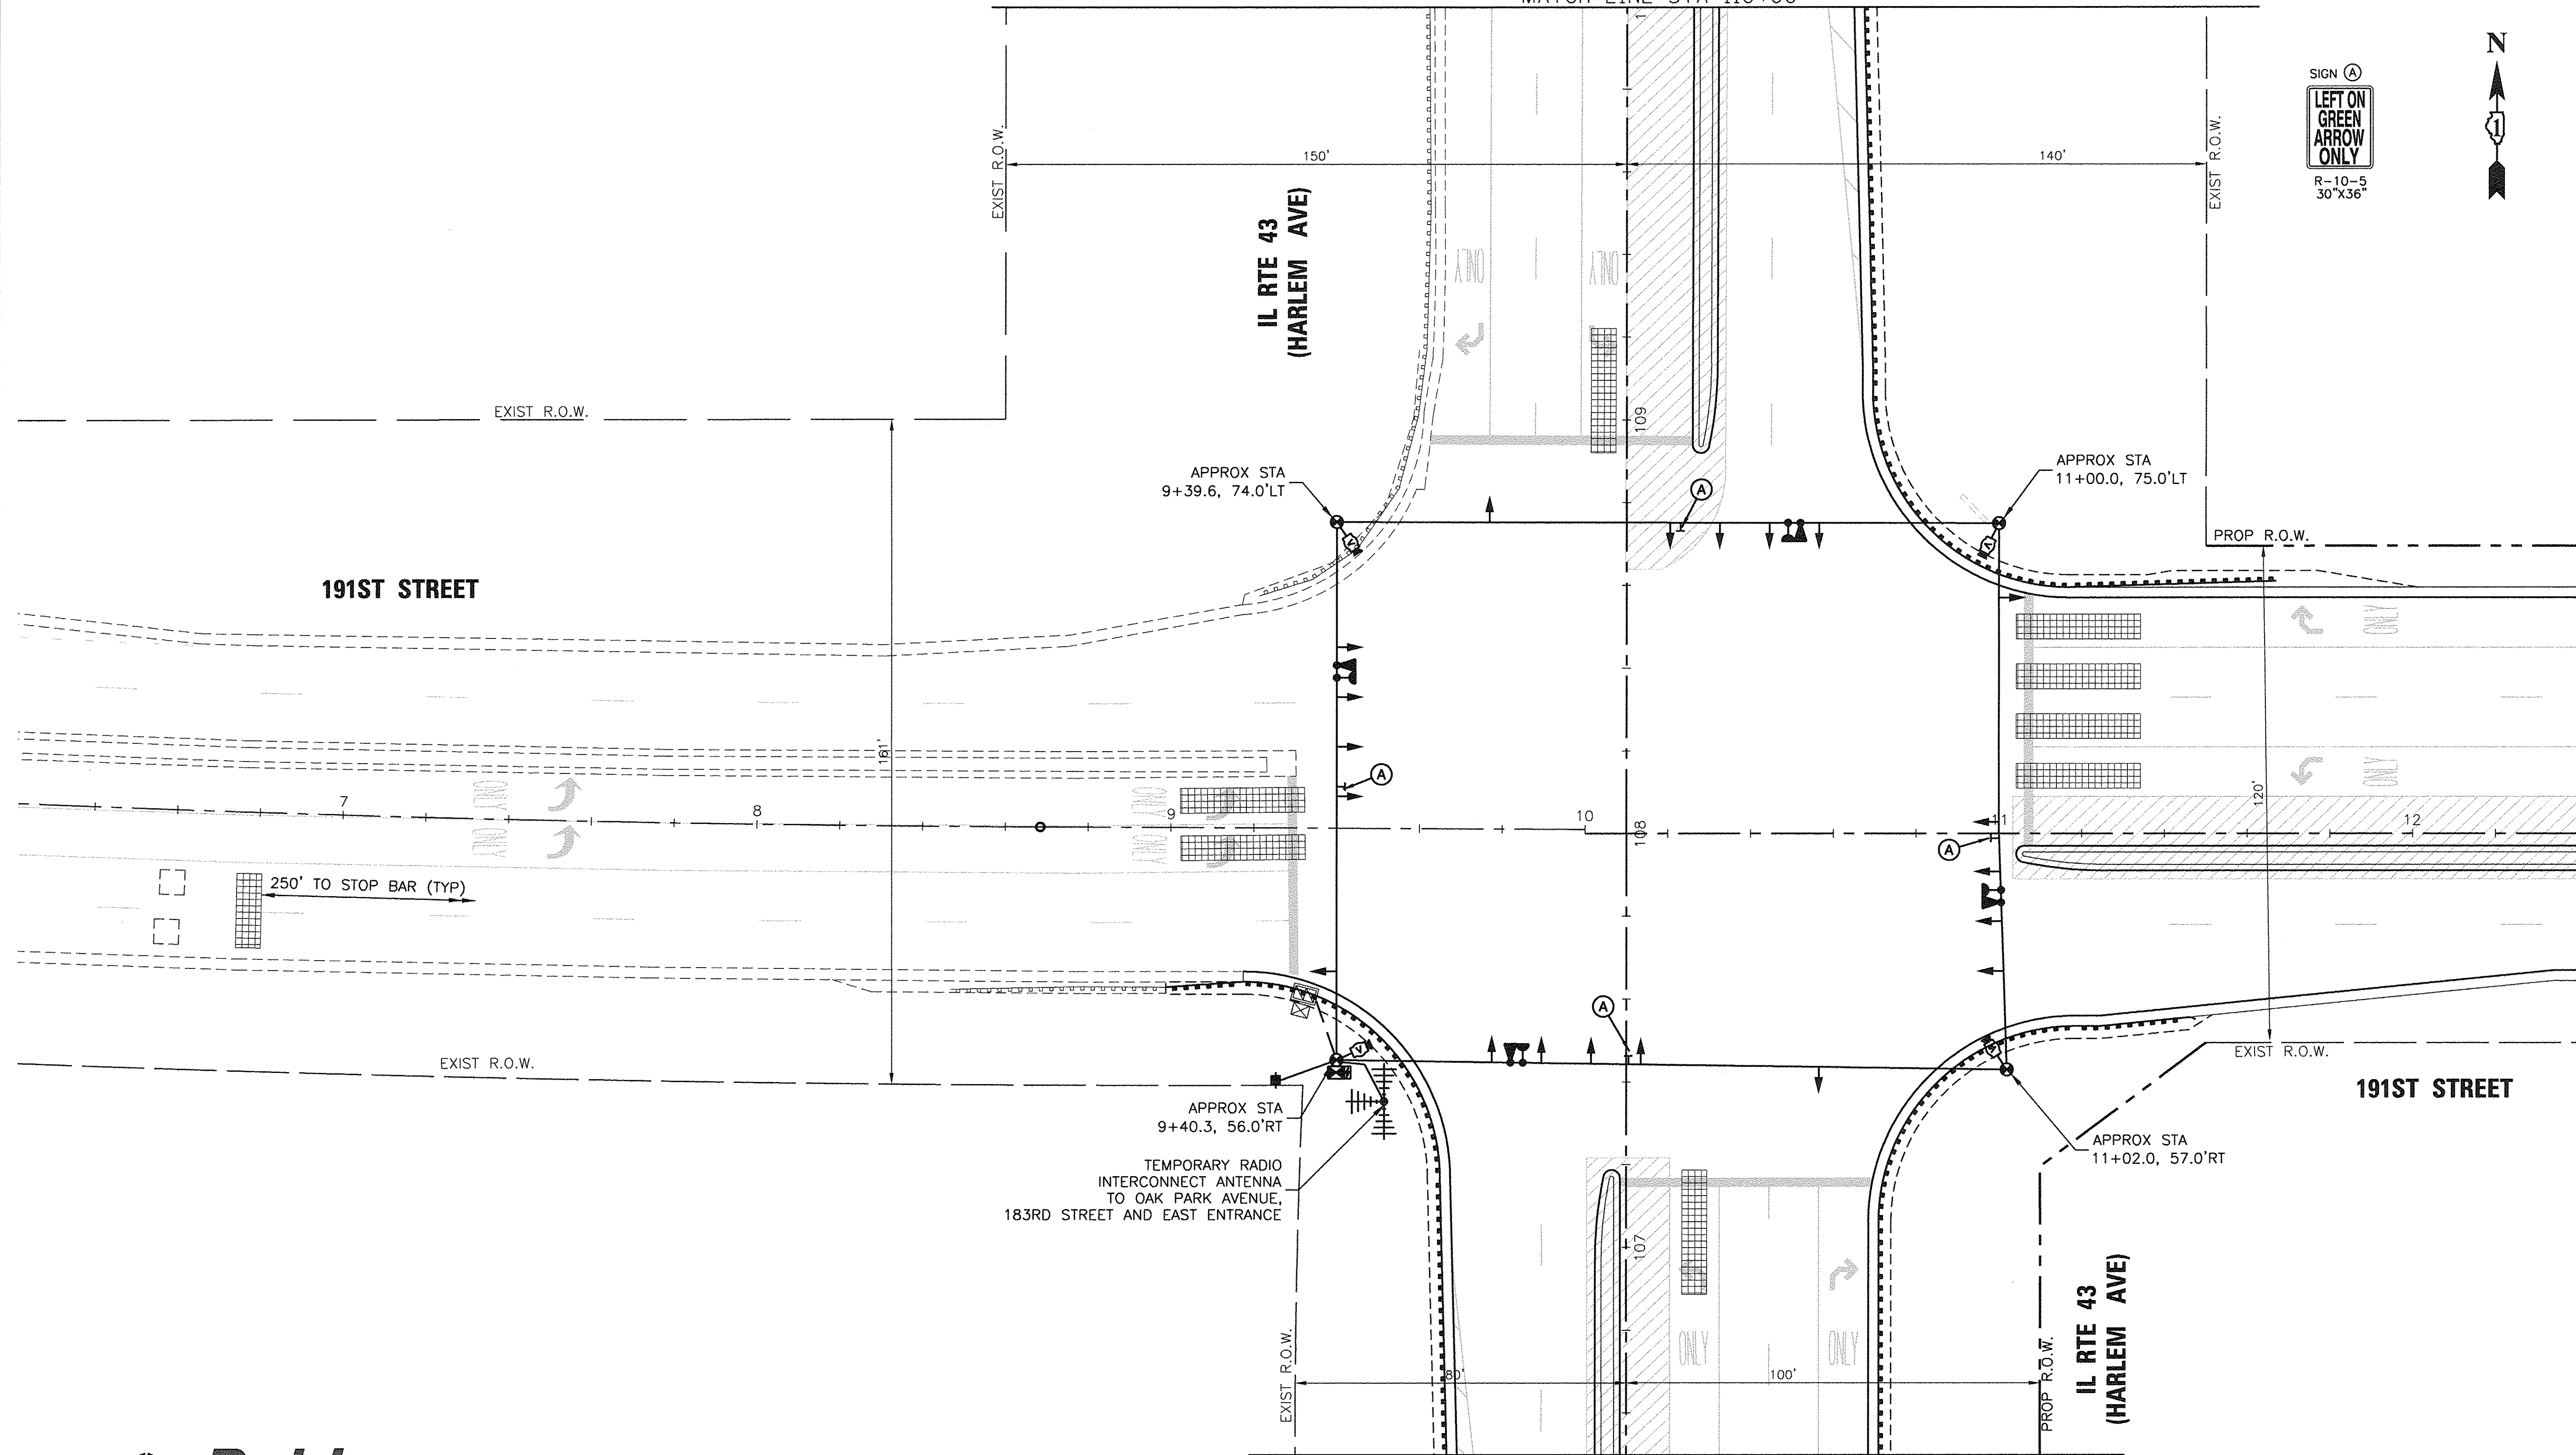 MATCH LINE STA 110+00
N
1
SIGN A
LEFT ON
GREEN
ARROW
ONLY
R-10-5
30"X36"
EXIST R.O.W.
150'
140'
EXIST R.O.W.
IL RTE 43
(HARLEM AVE)
ONLY
ONLY
EXIST R.O.W.
109
APPROX STA
9+39.6, 74.0'LT
A
APPROX STA
11+00.0, 75.0'LT
PROP R.O.W.
191ST STREET
V
V
ONLY
161'
A
ONLY
120'
ONLY
ONLY
ONLY
ONLY
7
8
9
10
108
11
12
A
250' TO STOP BAR (TYP)
A
EXIST R.O.W.
V
EXIST R.O.W.
191ST STREET
APPROX STA
9+40.3, 56.0'RT
APPROX STA
11+02.0, 57.0'RT
TEMPORARY RADIO
INTERCONNECT ANTENNA
TO OAK PARK AVENUE,
183RD STREET AND EAST ENTRANCE
107
ONLY
ONLY
EXIST R.O.W.
80'
100'
PROP R.O.W.
IL RTE 43
(HARLEM AVE)